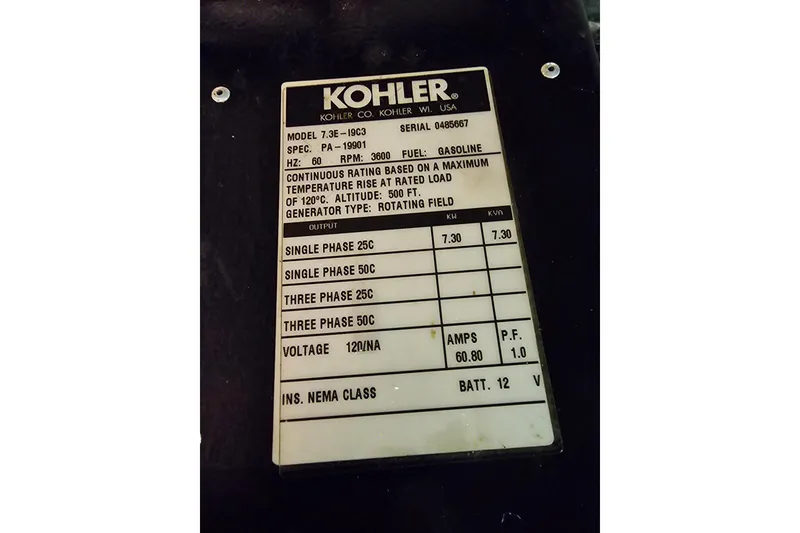 KOHLER®
KOHLER CO. KOHLER WI. USA
MODEL 7.3E-I9C3 SERIAL 0485667
SPEC. PA-19901
HZ: 60 RPM: 3600 FUEL: GASOLINE
CONTINUOUS RATING BASED ON A MAXIMUM
TEMPERATURE RISE AT RATED LOAD
OF 120°C. ALTITUDE: 500 FT.
GENERATOR TYPE: ROTATING FIELD
OUTPUT KW KVA
SINGLE PHASE 25C 7.30 7.30
SINGLE PHASE 50C
THREE PHASE 25C
THREE PHASE 50C
VOLTAGE 120/NA AMPS 60.80 P.F. 1.0
INS. NEMA CLASS BATT. 12 V